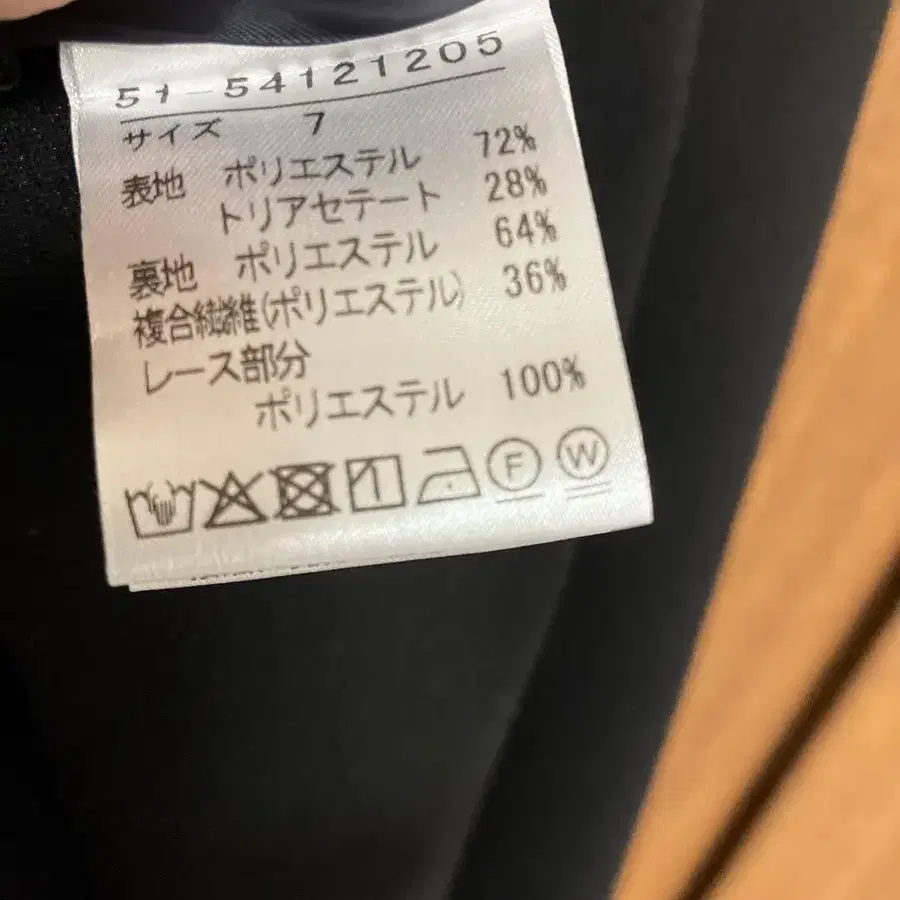 51-54121205
サイズ 7
表地 ポリエステル 72%
トリアセテート 28%
裏地 ポリエステル 64%
複合繊維(ポリエステル) 36%
レース部分
ポリエステル 100%
F W